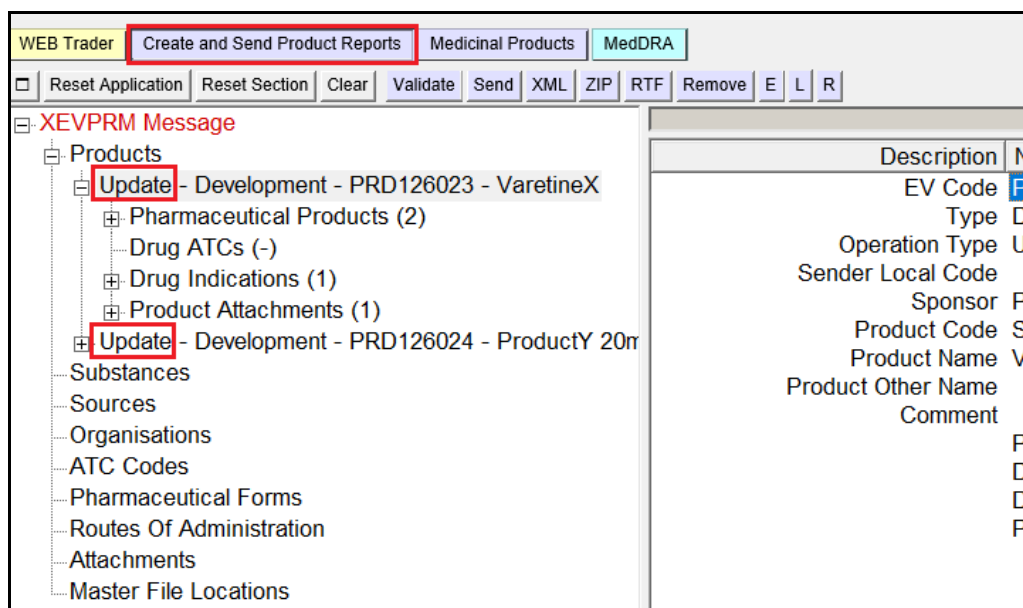 WEB Trader Create and Send Product Reports Medicinal Products MedDRA
Reset Application Reset Section Clear Validate Send XML ZIP RTF Remove E L R
XEVPRM Message
Products
Update - Development - PRD126023 - VaretineX
Pharmaceutical Products (2)
Drug ATCs (-)
Drug Indications (1)
Product Attachments (1)
Update - Development - PRD126024 - ProductY 20m
Substances
Sources
Organisations
ATC Codes
Pharmaceutical Forms
Routes Of Administration
Attachments
Master File Locations
Description
EV Code
Type
Operation Type
Sender Local Code
Sponsor
Product Code
Product Name
Product Other Name
Comment